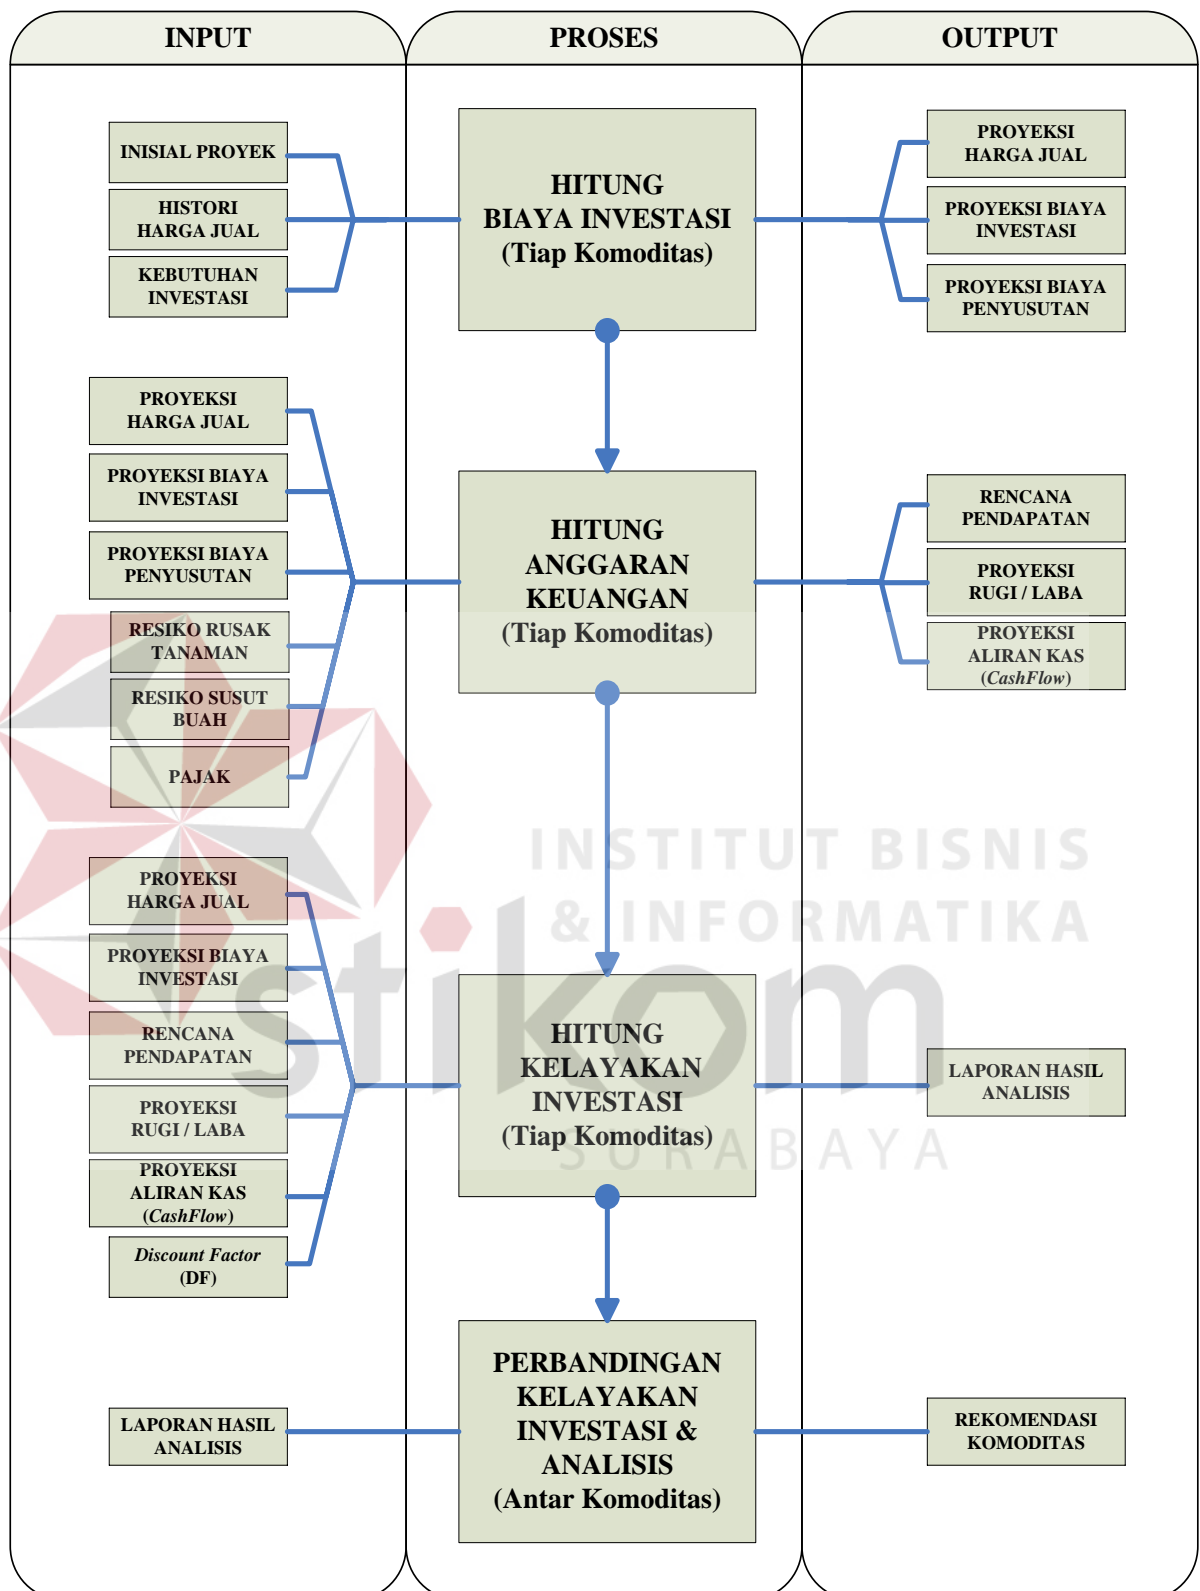 INPUT
PROSES
OUTPUT
INISIAL PROYEK
HISTORI
HARGA JUAL
KEBUTUHAN
INVESTASI
HITUNG
BIAYA INVESTASI
(Tiap Komoditas)
PROYEKSI
HARGA JUAL
PROYEKSI BIAYA
INVESTASI
PROYEKSI BIAYA
PENYUSUTAN
PROYEKSI
HARGA JUAL
PROYEKSI BIAYA
INVESTASI
PROYEKSI BIAYA
PENYUSUTAN
RESIKO RUSAK
TANAMAN
RESIKO SUSUT
BUAH
PAJAK
HITUNG
ANGGARAN
KEUANGAN
(Tiap Komoditas)
RENCANA
PENDAPATAN
PROYEKSI
RUGI / LABA
PROYEKSI
ALIRAN KAS
(CashFlow)
PROYEKSI
HARGA JUAL
PROYEKSI BIAYA
INVESTASI
RENCANA
PENDAPATAN
PROYEKSI
RUGI / LABA
PROYEKSI
ALIRAN KAS
(CashFlow)
Discount Factor
(DF)
HITUNG
KELAYAKAN
INVESTASI
(Tiap Komoditas)
LAPORAN HASIL
ANALISIS
LAPORAN HASIL
ANALISIS
PERBANDINGAN
KELAYAKAN
INVESTASI &
ANALISIS
(Antar Komoditas)
REKOMENDASI
KOMODITAS
INSTITUT BISNIS
& INFORMATIKA
stikom
SURABAYA